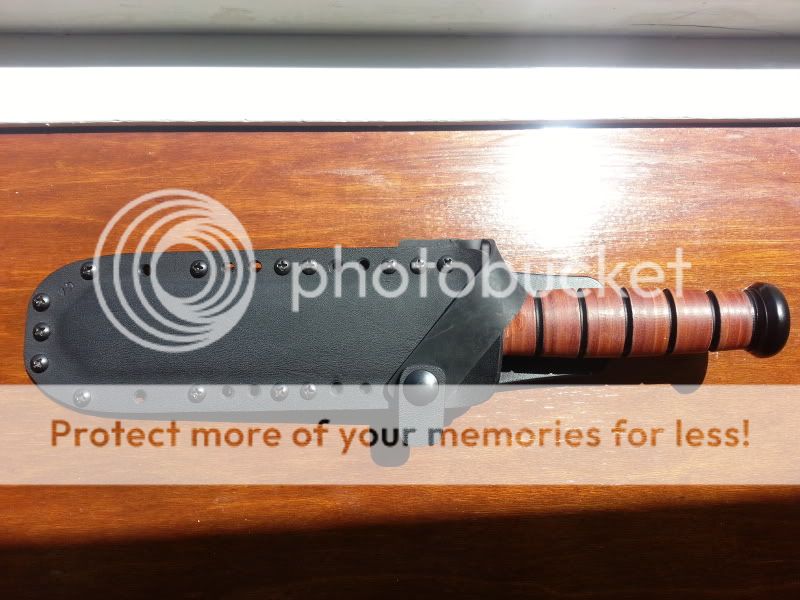 photobucket
Protect more of your memories for less!